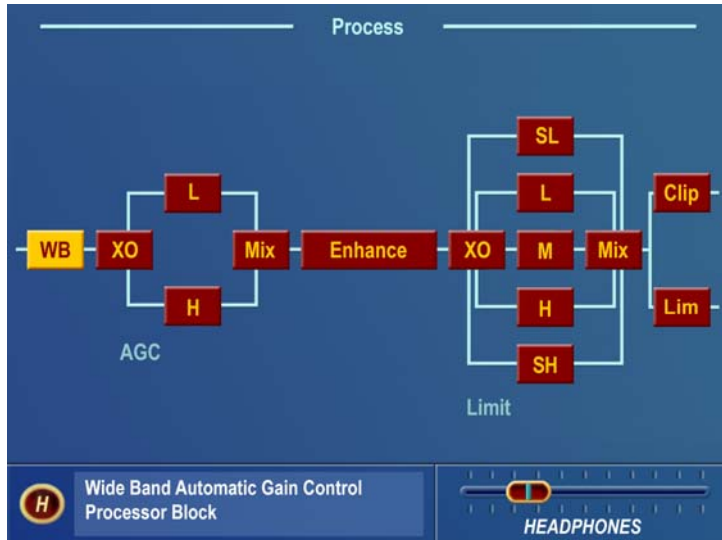 Process
SL
L
L
Clip
WB
XO
Mix
Enhance
XO
M
Mix
H
H
Lim
AGC
SH
Limit
H
Wide Band Automatic Gain Control
Processor Block
HEADPHONES